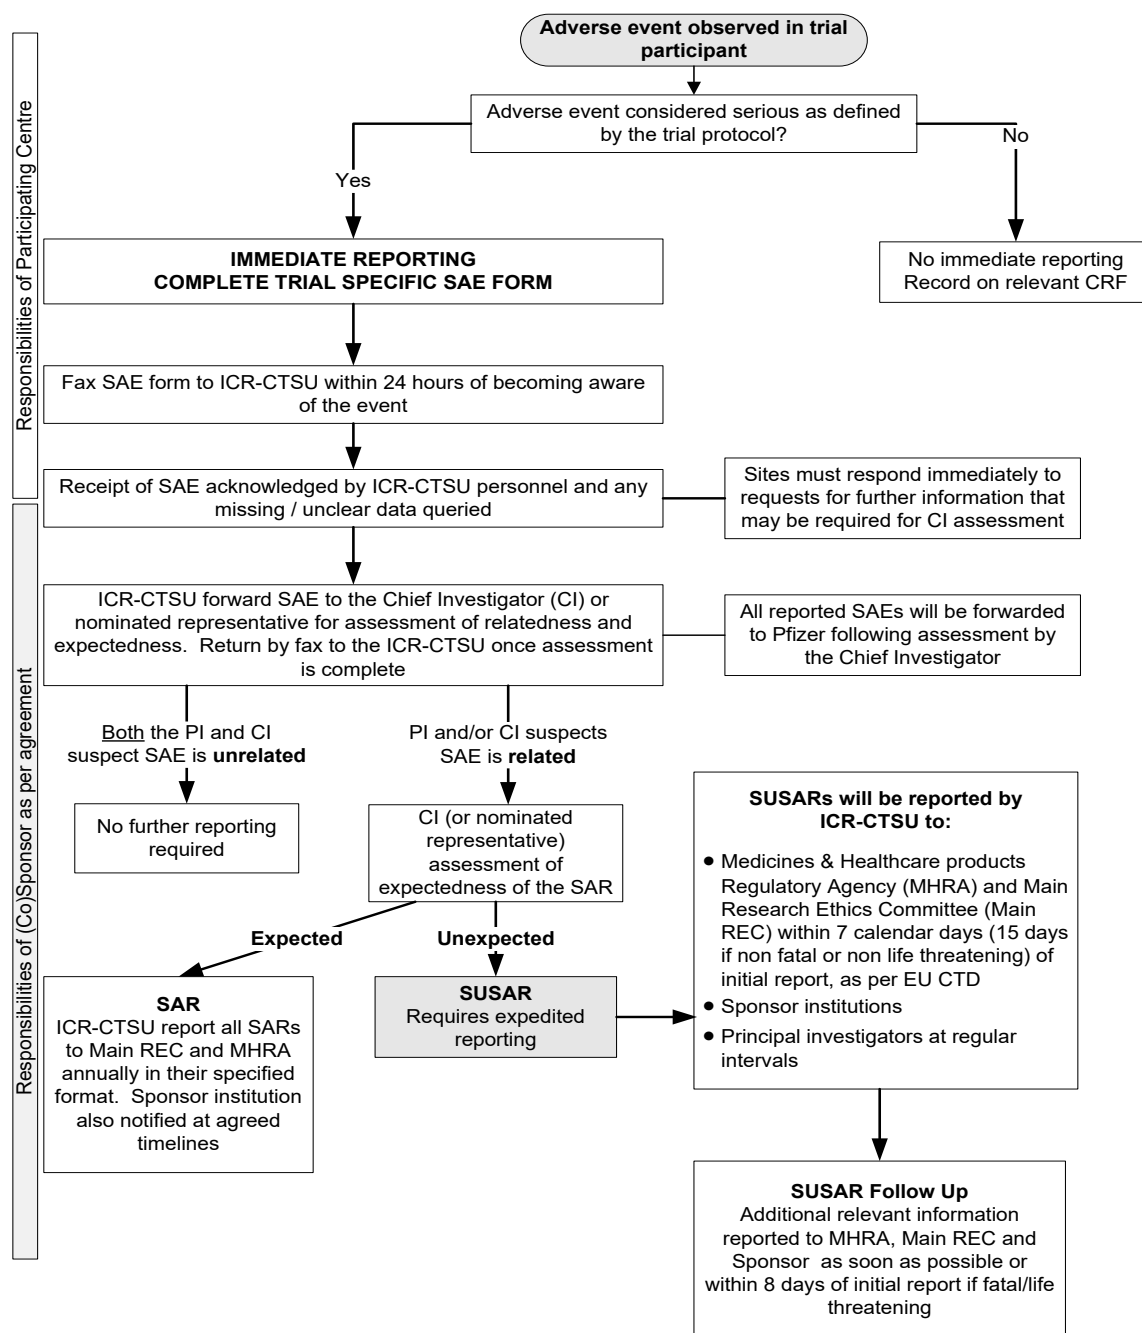 Adverse event observed in trial
participant
Adverse event considered serious as defined
by the trial protocol?
No
Yes
Responsibilities of Participating Centre
IMMEDIATE REPORTING
COMPLETE TRIAL SPECIFIC SAE FORM
No immediate reporting
Record on relevant CRF
Fax SAE form to ICR-CTSU within 24 hours of becoming aware
of the event
Receipt of SAE acknowledged by ICR-CTSU personnel and any
missing / unclear data queried
Sites must respond immediately to
requests for further information that
may be required for CI assessment
Responsibilities of (Co)Sponsor as per agreement
ICR-CTSU forward SAE to the Chief Investigator (CI) or
nominated representative for assessment of relatedness and
expectedness.  Return by fax to the ICR-CTSU once assessment
is complete
All reported SAEs will be forwarded
to Pfizer following assessment by
the Chief Investigator
Both the PI and CI
suspect SAE is unrelated
PI and/or CI suspects
SAE is related
No further reporting
required
CI (or nominated
representative)
assessment of
expectedness of the SAR
Expected
Unexpected
SAR
ICR-CTSU report all SARs
to Main REC and MHRA
annually in their specified
format.  Sponsor institution
also notified at agreed
timelines
SUSAR
Requires expedited
reporting
SUSARs will be reported by
ICR-CTSU to:
• Medicines & Healthcare products
Regulatory Agency (MHRA) and Main
Research Ethics Committee (Main
REC) within 7 calendar days (15 days
if non fatal or non life threatening) of
initial report, as per EU CTD
• Sponsor institutions
• Principal investigators at regular
intervals
SUSAR Follow Up
Additional relevant information
reported to MHRA, Main REC and
Sponsor  as soon as possible or
within 8 days of initial report if fatal/life
threatening